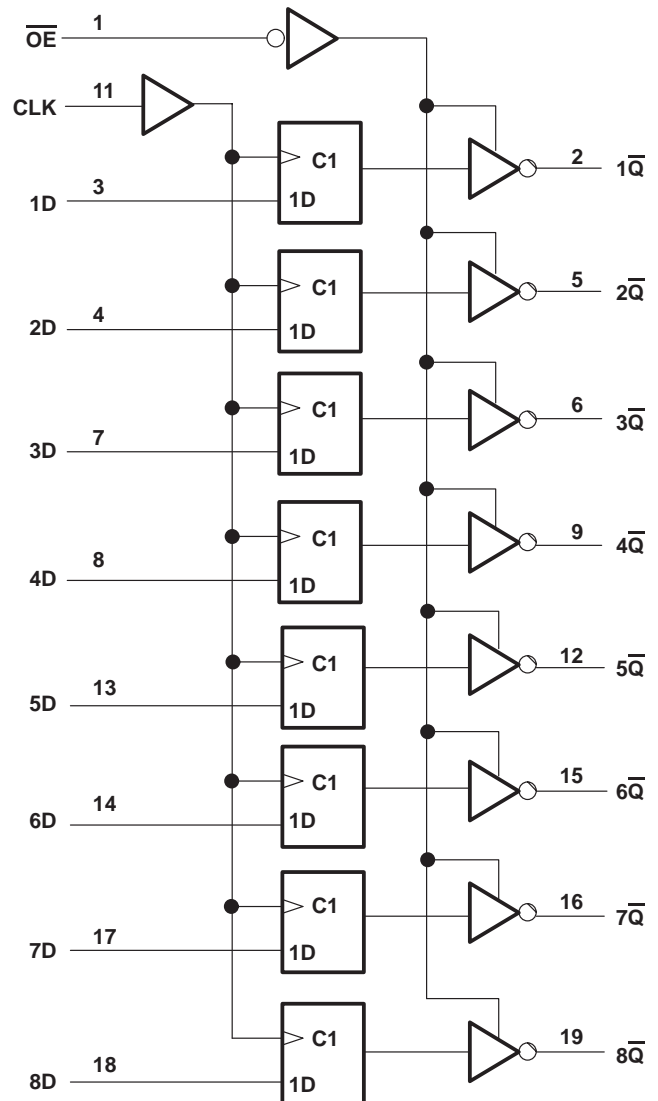 O̅E̅ 1
CLK 11
C1
1D 3 1D
2 1Q̅
C1
2D 4 1D
5 2Q̅
C1
3D 7 1D
6 3Q̅
C1
4D 8 1D
9 4Q̅
C1
5D 13 1D
12 5Q̅
C1
6D 14 1D
15 6Q̅
C1
7D 17 1D
16 7Q̅
C1
8D 18 1D
19 8Q̅